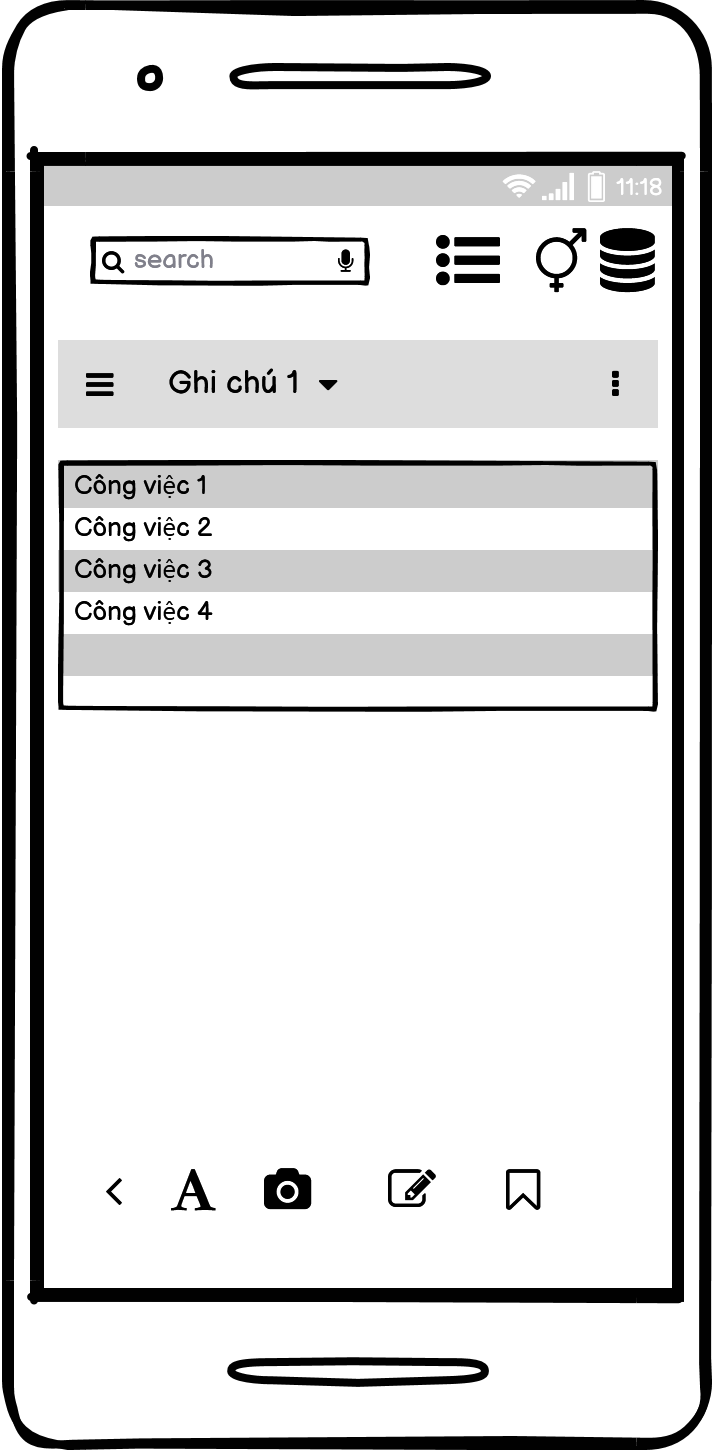 11:18
search
Ghi chú 1
Công việc 1
Công việc 2
Công việc 3
Công việc 4
A